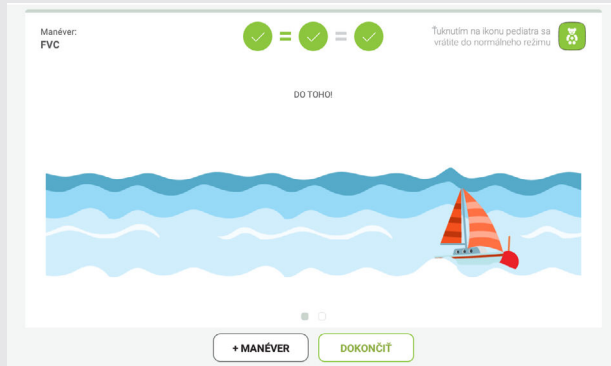 Manéver:
FVC
Ťuknutím na ikonu pediatra sa
vrátite do normálneho režimu
DO TOHO!
+ MANÉVER
DOKONČIŤ